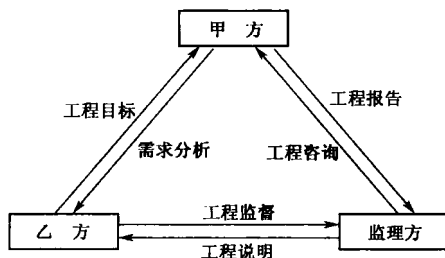 甲 方
工程目标
工程报告
需求分析
工程咨询
乙 方
工程监督
监理方
工程说明